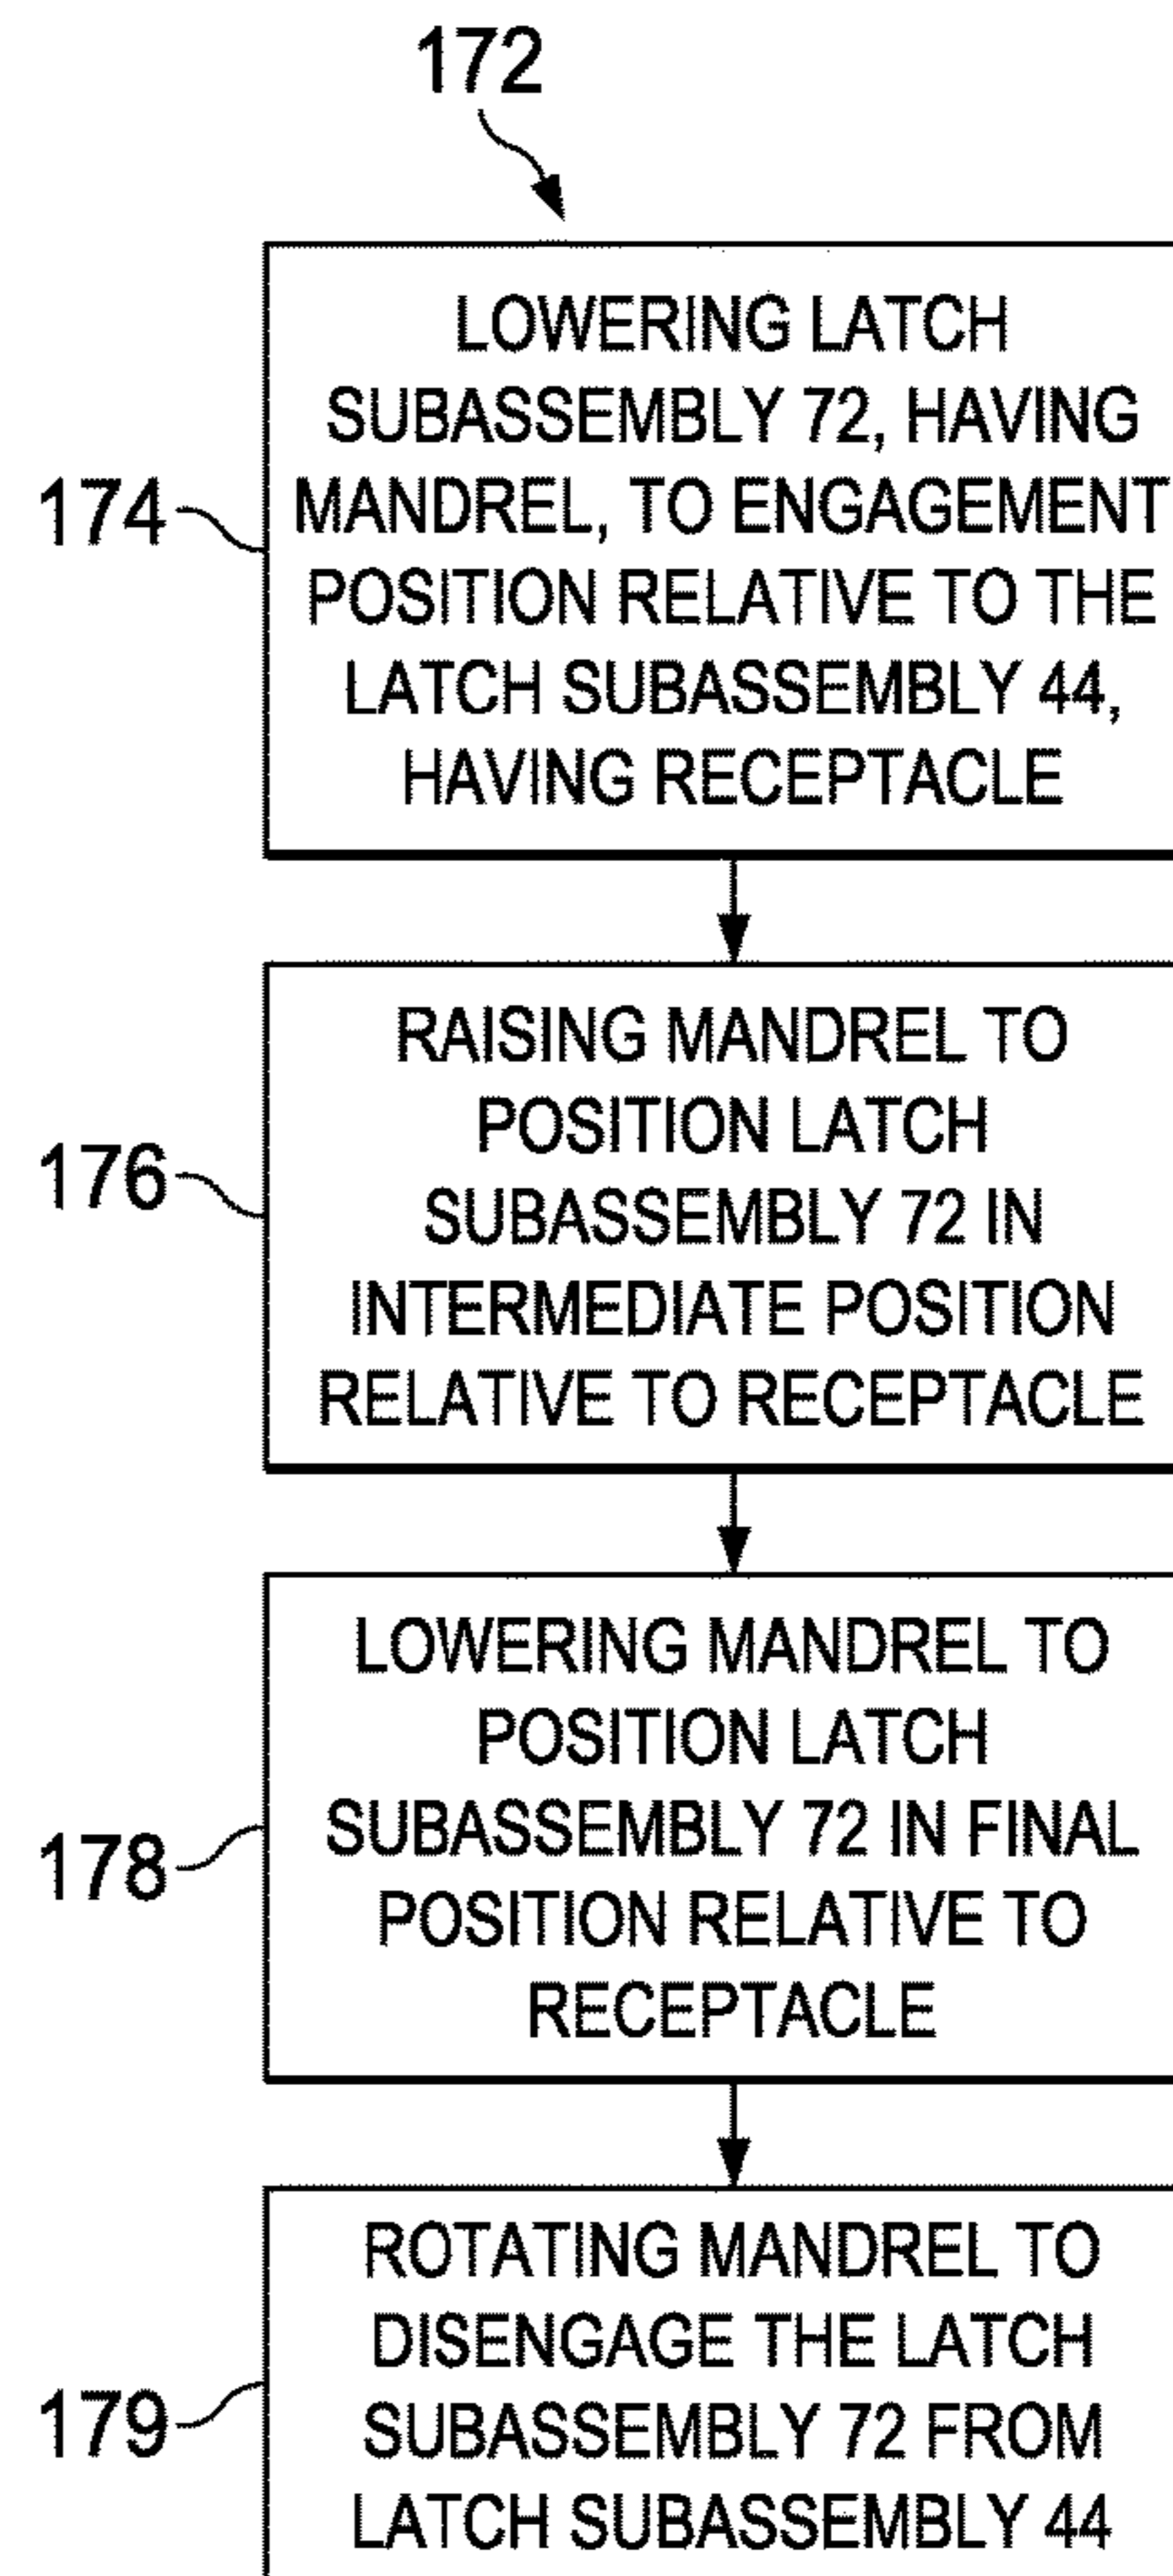 172
LOWERING LATCH
SUBASSEMBLY 72, HAVING
MANDREL, TO ENGAGEMENT
POSITION RELATIVE TO THE
LATCH SUBASSEMBLY 44,
HAVING RECEPTACLE
174
RAISING MANDREL TO
POSITION LATCH
SUBASSEMBLY 72 IN
INTERMEDIATE POSITION
RELATIVE TO RECEPTACLE
176
LOWERING MANDREL TO
POSITION LATCH
SUBASSEMBLY 72 IN FINAL
POSITION RELATIVE TO
RECEPTACLE
178
ROTATING MANDREL TO
DISENGAGE THE LATCH
SUBASSEMBLY 72 FROM
LATCH SUBASSEMBLY 44
179